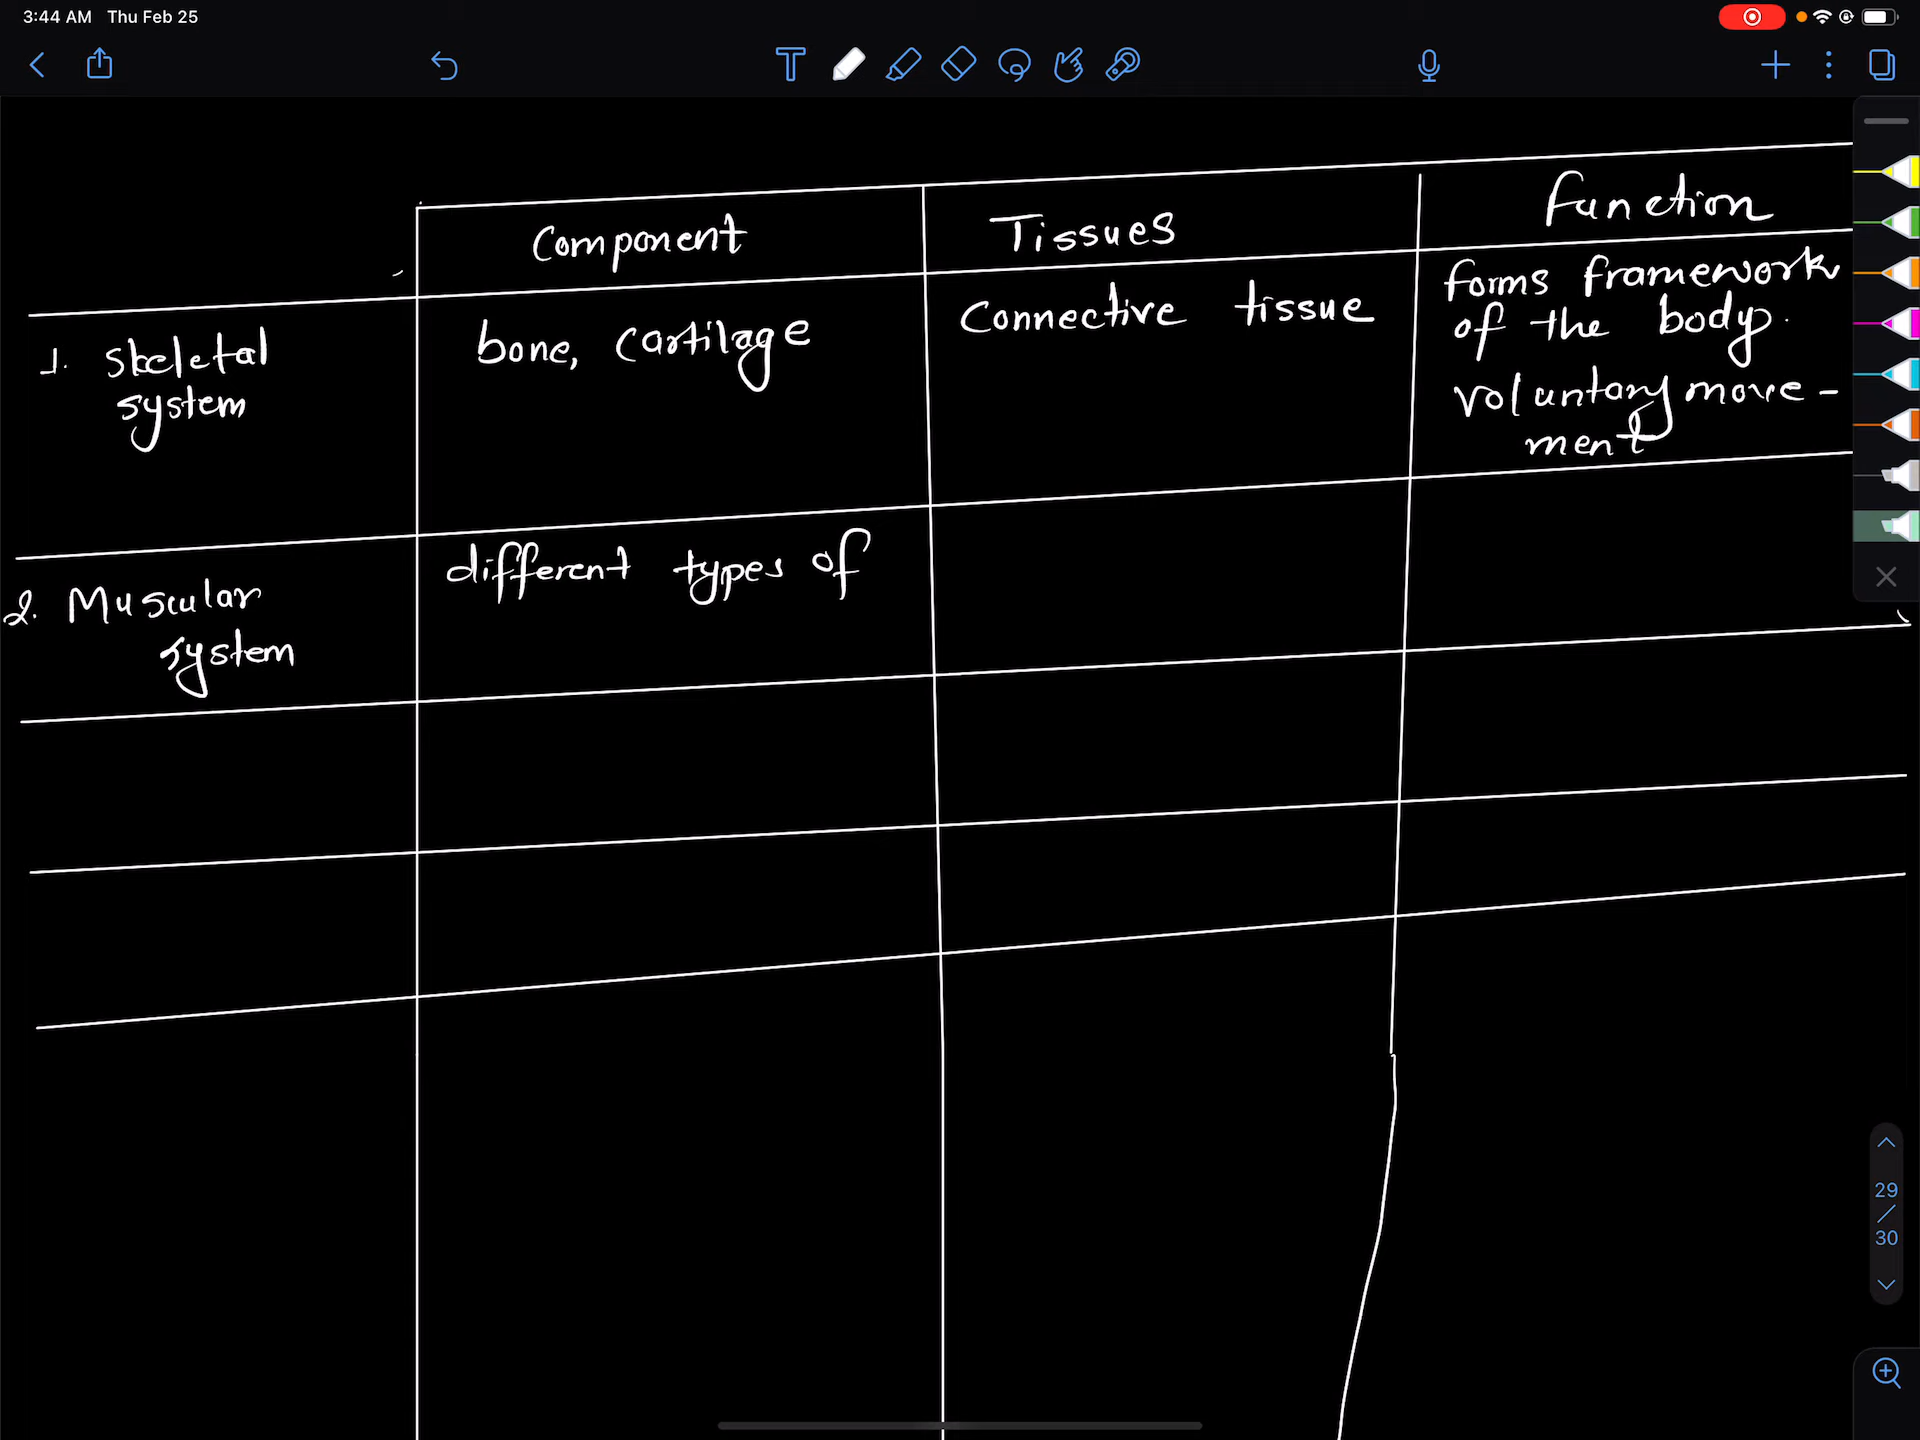 3:44 AM Thu Feb 25
Component
Tissues
Function
1. Skeletal
system
bone, cartilage
Connective tissue
forms framework
of the body.
voluntary move-
ment
2. Muscular
system
different types of
29
/
30